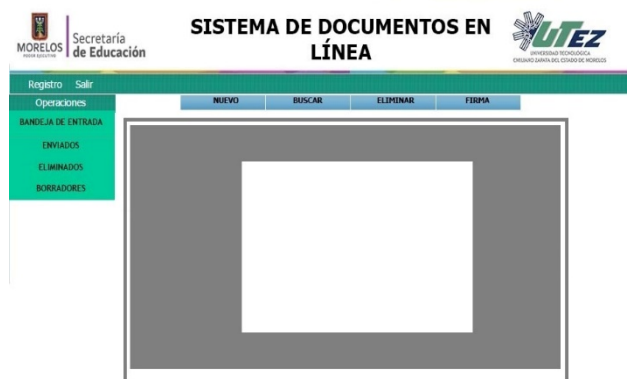 MORELOS
PODER EJECUTIVO
Secretaría
de Educación
SISTEMA DE DOCUMENTOS EN
LÍNEA
UTEZ
UNIVERSIDAD TECNOLÓGICA
EMILIANO ZAPATA DEL ESTADO DE MORELOS
Registro Salir
Operaciones
NUEVO BUSCAR ELIMINAR FIRMA
BANDEJA DE ENTRADA
ENVIADOS
ELIMINADOS
BORRADORES